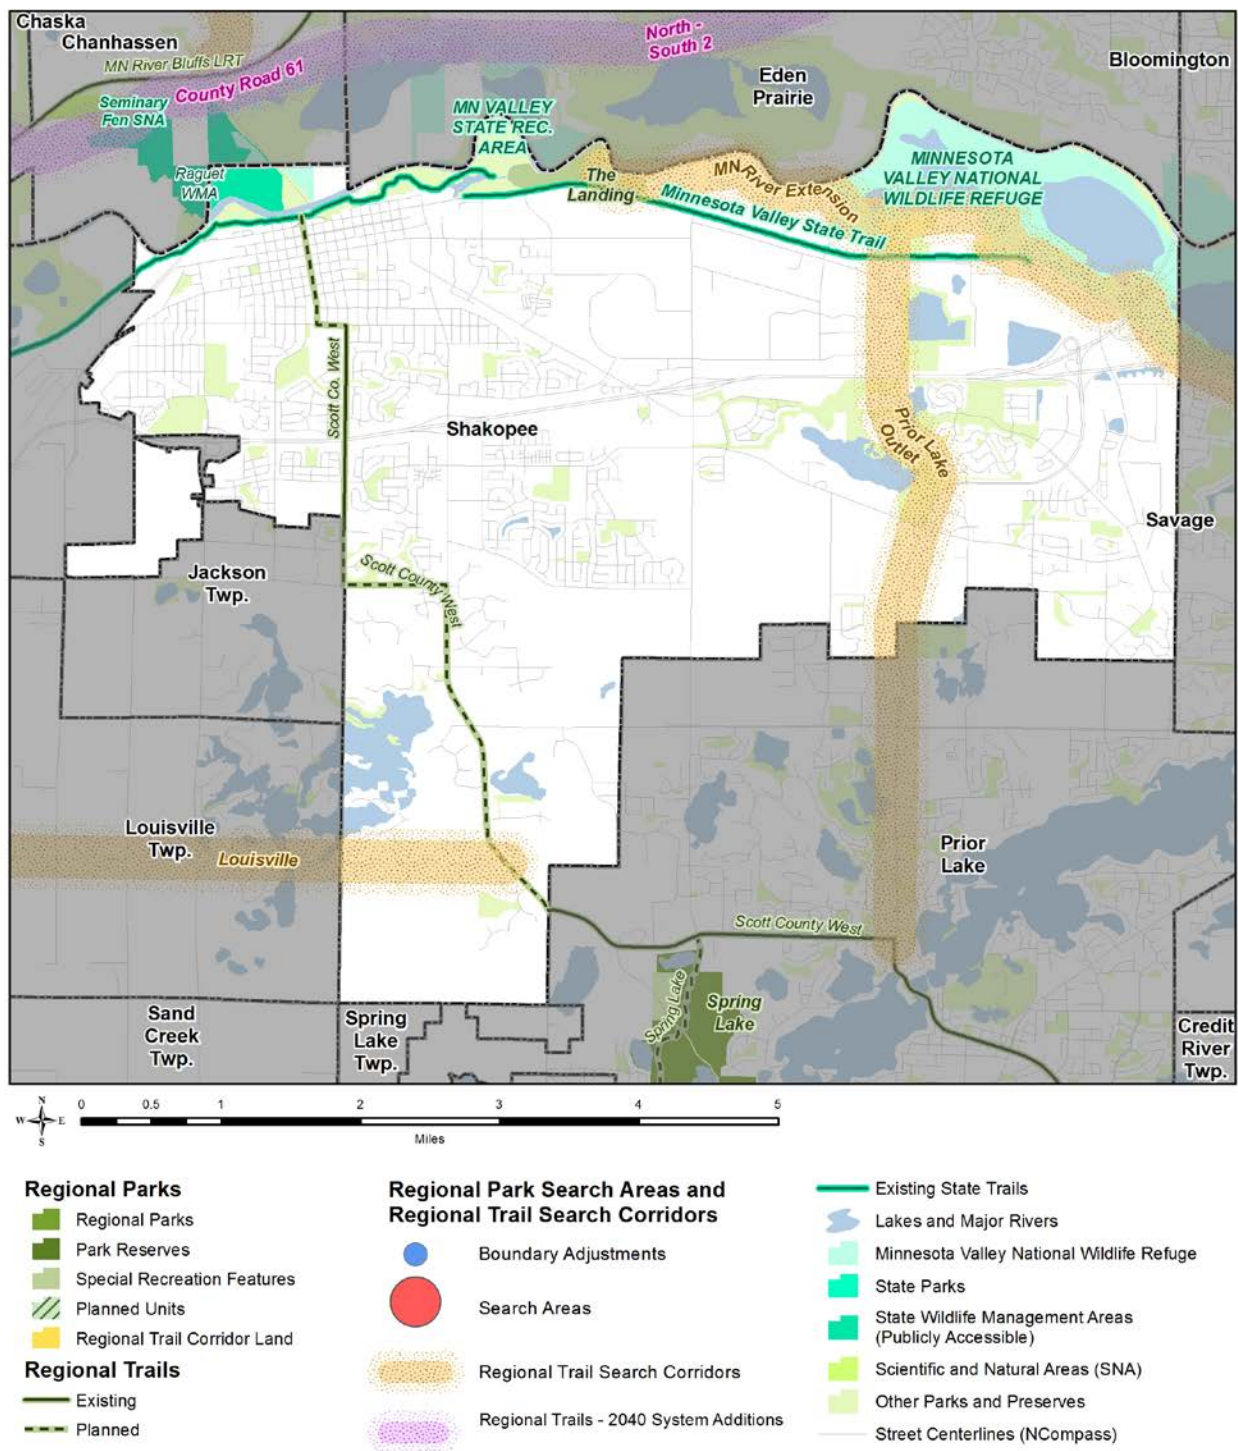 Chaska
Chanhassen
MN River Bluffs LRT
County Road 61
North -
South 2
Bloomington
Eden
Prairie
Seminary
Fen SNA
MN VALLEY
STATE REC.
AREA
Raguet
WMA
The
Landing
MN River Extension
Minnesota Valley State Trail
MINNESOTA
VALLEY NATIONAL
WILDLIFE REFUGE
Scott Co. West
Shakopee
Prior Lake
Outlet
Savage
Jackson
Twp.
Scott County West
Louisville
Twp.
Louisville
Prior
Lake
Scott County West
Spring Lake
Spring
Lake
Sand
Creek
Twp.
Spring
Lake
Twp.
Credit
River
Twp.
N
W E
S
0 0.5 1 2 3 4 5
Miles
Regional Parks
Regional Parks
Park Reserves
Special Recreation Features
Planned Units
Regional Trail Corridor Land
Regional Trails
Existing
Planned
Regional Park Search Areas and
Regional Trail Search Corridors
Boundary Adjustments
Search Areas
Regional Trail Search Corridors
Regional Trails - 2040 System Additions
Existing State Trails
Lakes and Major Rivers
Minnesota Valley National Wildlife Refuge
State Parks
State Wildlife Management Areas
(Publicly Accessible)
Scientific and Natural Areas (SNA)
Other Parks and Preserves
Street Centerlines (NCompass)